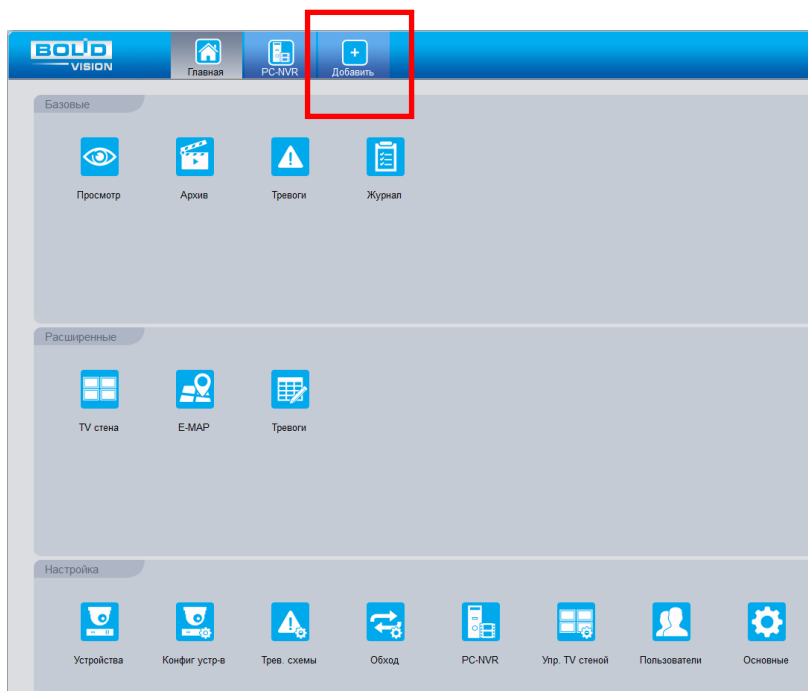 BOLID
VISION
Главная
PC-NVR
Добавить
Базовые
Просмотр
Архив
Тревоги
Журнал
Расширенные
TV стена
E-MAP
Тревоги
Настройка
Устройства
Конфиг устр-в
Трев. схемы
Обход
PC-NVR
Упр. TV стеной
Пользователи
Основные